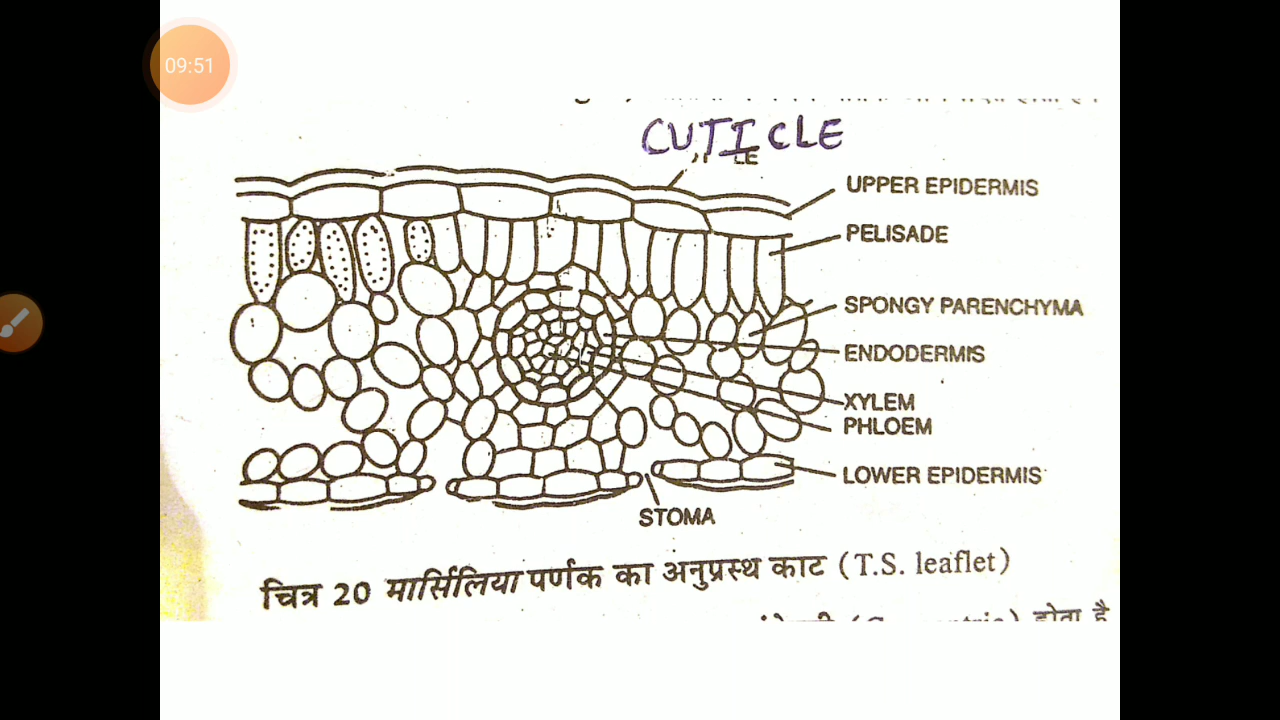 09:51
CUTICLE
UPPER EPIDERMIS
PELISADE
SPONGY PARENCHYMA
ENDODERMIS
XYLEM
PHLOEM
LOWER EPIDERMIS
STOMA
चित्र 20 मार्सिलिया पर्णक का अनुप्रस्थ काट (T.S. leaflet)
होता है